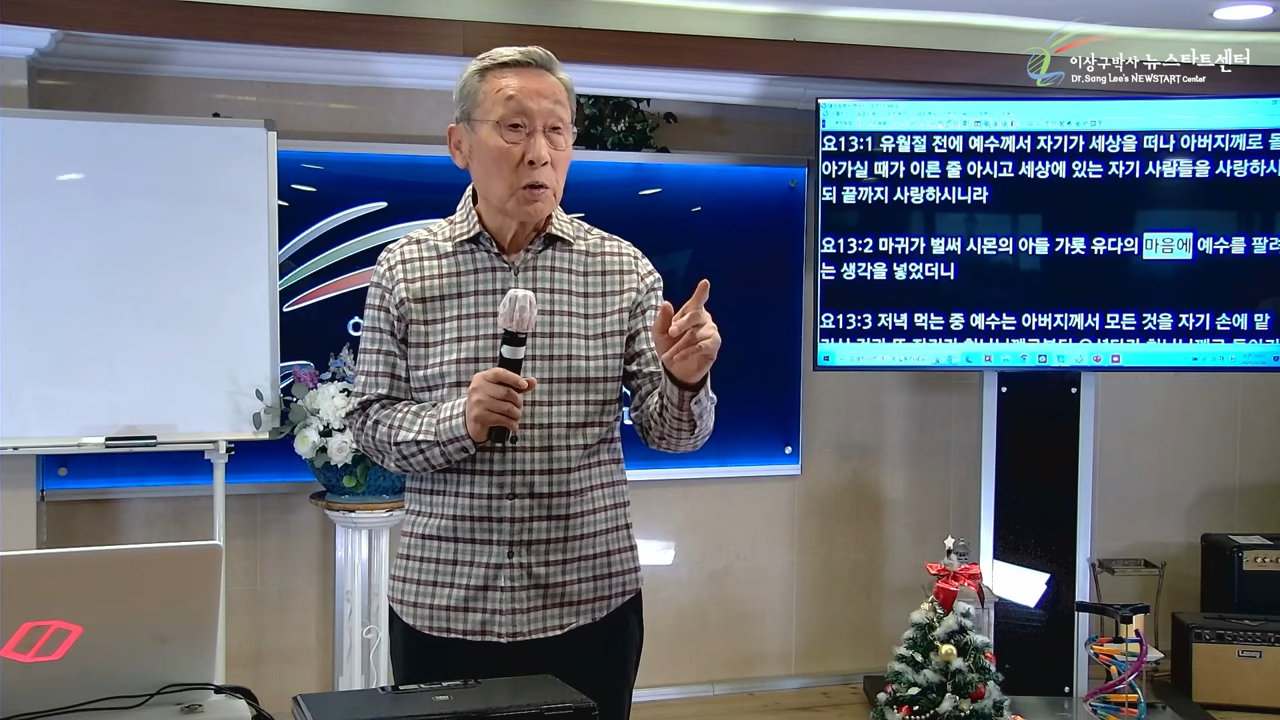 이상구박사 뉴스타트센터
Dr. Sang Lee's NEWSTART Center
요13:1 유월절 전에 예수께서 자기가 세상을 떠나 아버지께로 돌
아가실 때가 이른 줄 아시고 세상에 있는 자기 사람들을 사랑하시
되 끝까지 사랑하시니라
요13:2 마귀가 벌써 시몬의 아들 가룟 유다의 마음에 예수를 팔려
는 생각을 넣었더니
요13:3 저녁 먹는 중 예수는 아버지께서 모든 것을 자기 손에 맡
Laney